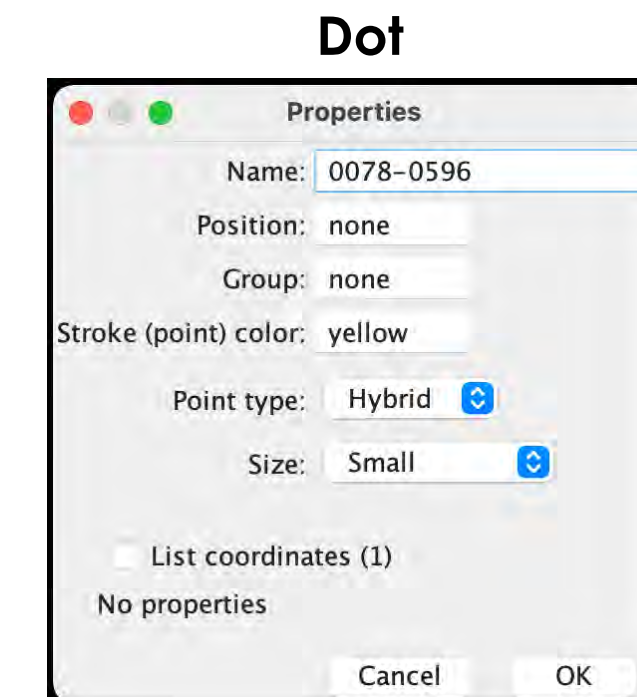 Dot
Properties
Name: 0078-0596
Position: none
Group: none
Stroke (point) color: yellow
Point type: Hybrid
Size: Small
List coordinates (1)
No properties
Cancel OK